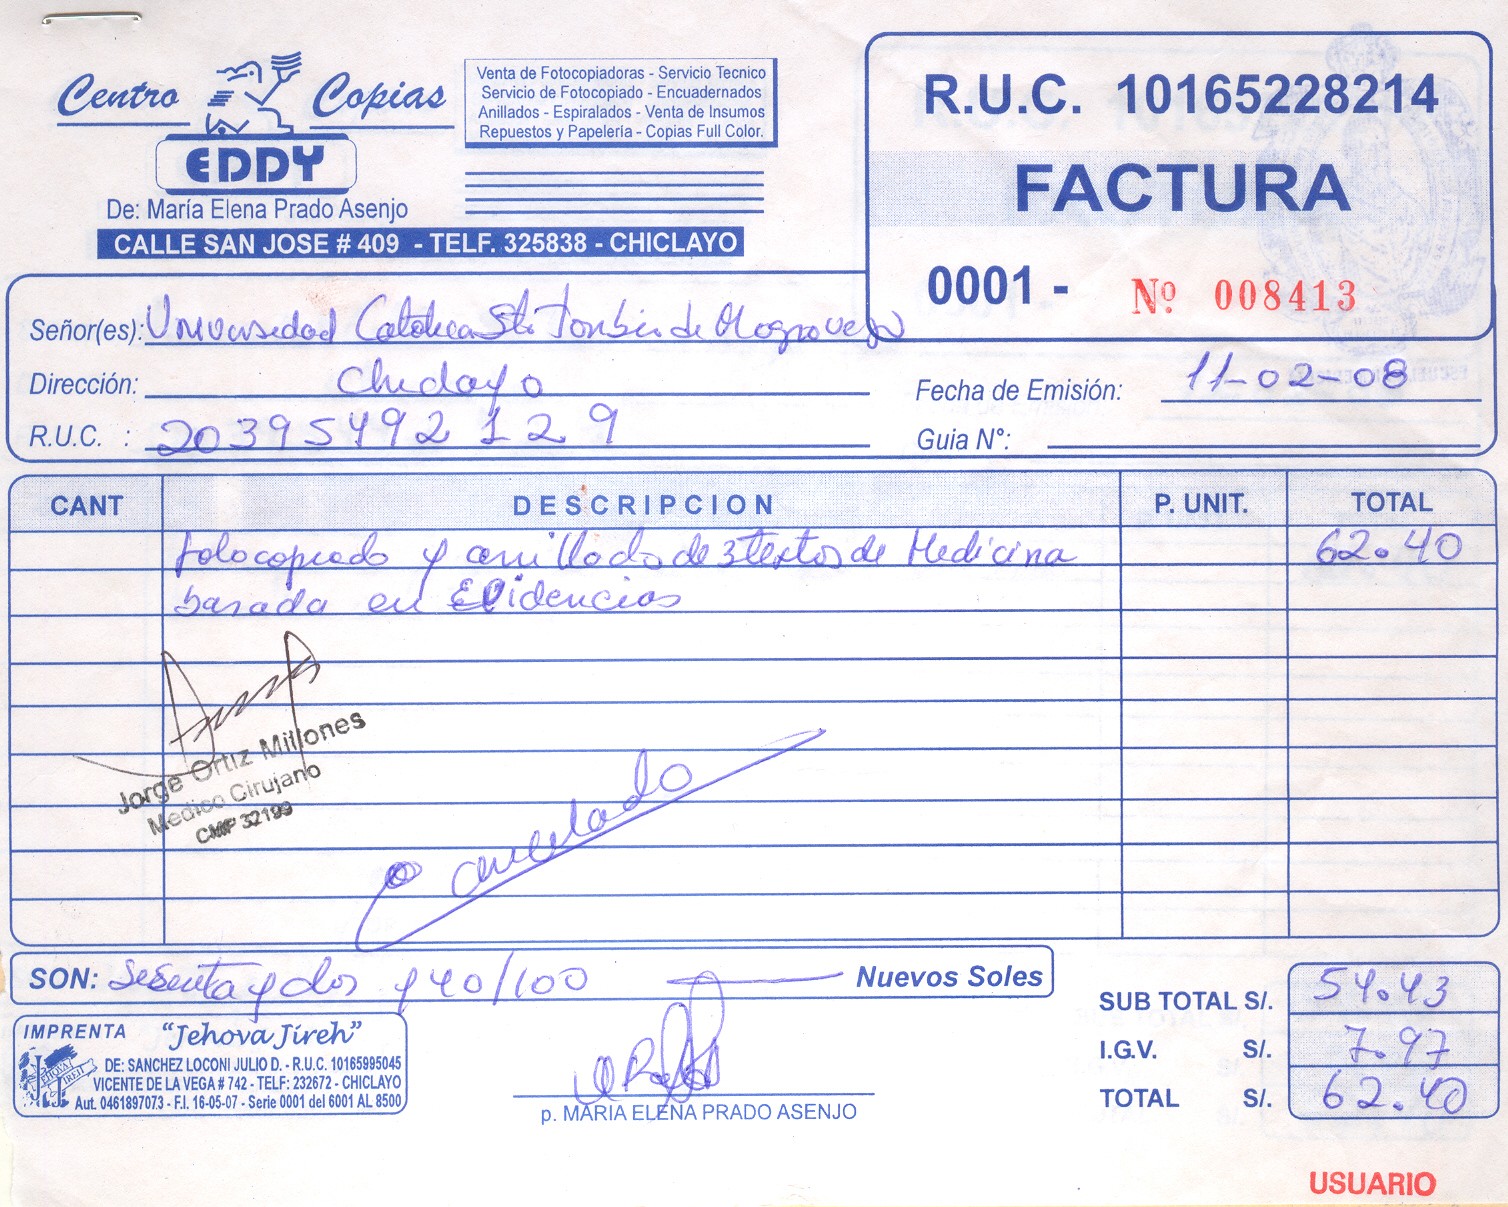 Centro Copias
EDDY
De: María Elena Prado Asenjo
CALLE SAN JOSE # 409 - TELF. 325838 - CHICLAYO
Venta de Fotocopiadoras - Servicio Tecnico
Servicio de Fotocopiado - Encuadernados
Anillados - Espiralados - Venta de Insumos
Repuestos y Papelería - Copias Full Color.
R.U.C. 10165228214
FACTURA
0001 - Nº 008413
Señor(es): Universidad Catolica Sto Toribio de Mogrovejo
Dirección: Chiclayo
Fecha de Emisión: 11-02-08
R.U.C. : 20395492129
Guia N°:
CANT DESCRIPCION P. UNIT. TOTAL
fotocopiado y anillado de 3 textos de Medicina 62.40
basada en Evidencias
Jorge Ortiz Millones
Medico Cirujano
CMP 32199
Cancelado
SON: Sesenta y dos y 40/100 Nuevos Soles
SUB TOTAL S/. 54.43
I.G.V. S/. 7.97
TOTAL S/. 62.40
IMPRENTA "Jehova Jíreh"
JEHOVA JIREH
DE: SANCHEZ LOCONI JULIO D. - R.U.C. 10165995045
VICENTE DE LA VEGA # 742 - TELF: 232672 - CHICLAYO
Aut. 0461897073 - F.I. 16-05-07 - Serie 0001 del 6001 AL 8500
p. MARIA ELENA PRADO ASENJO
USUARIO